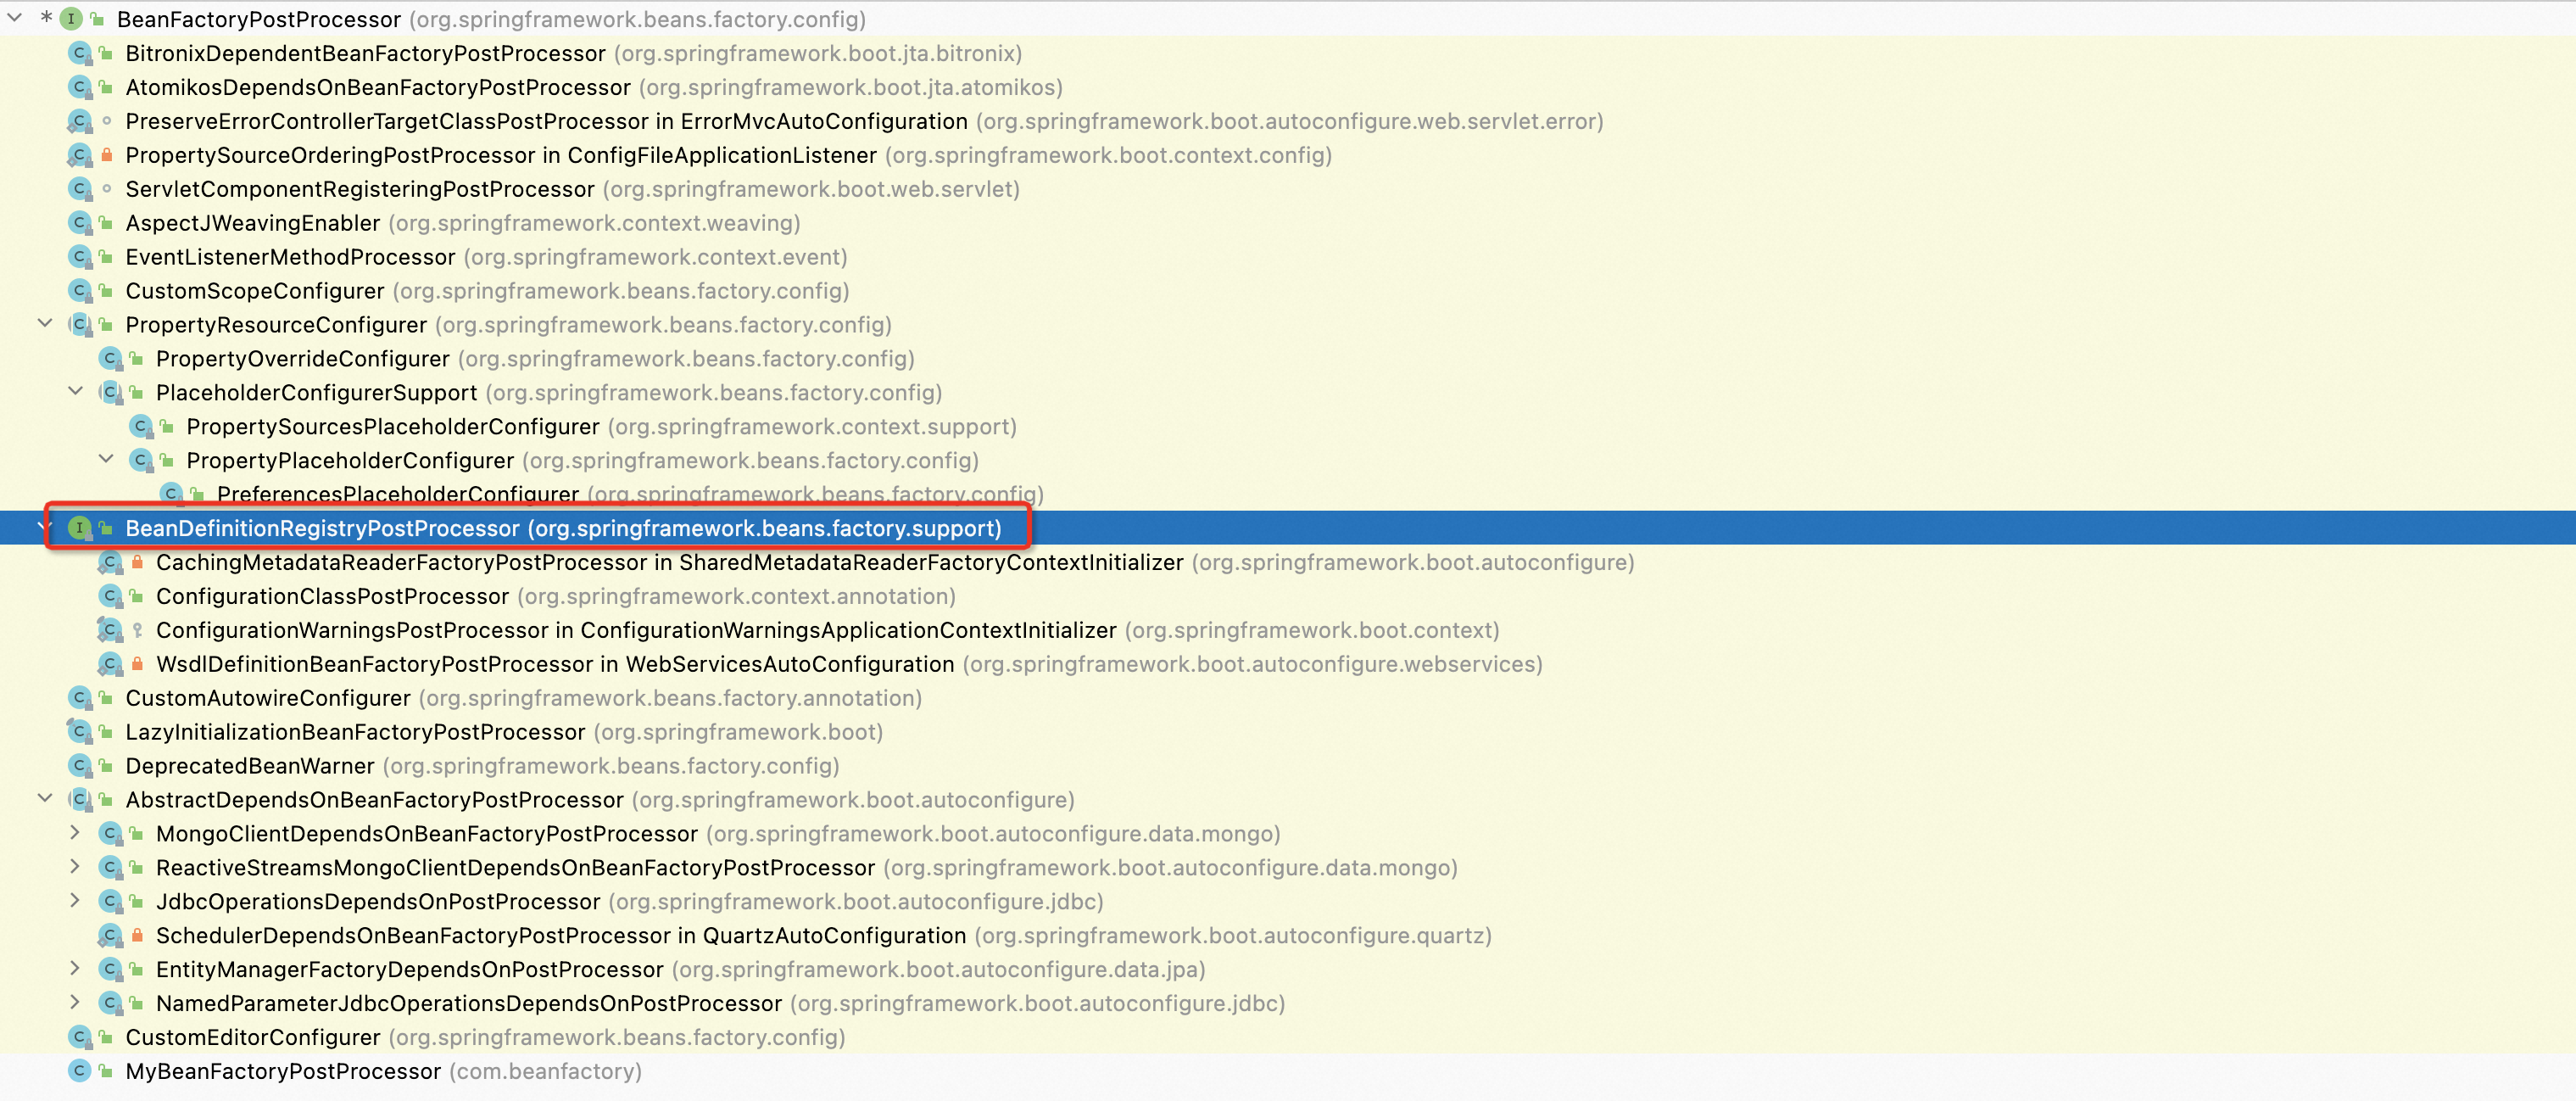 * BeanFactoryPostProcessor (org.springframework.beans.factory.config)
BitronixDependentBeanFactoryPostProcessor (org.springframework.boot.jta.bitronix)
AtomikosDependsOnBeanFactoryPostProcessor (org.springframework.boot.jta.atomikos)
PreserveErrorControllerTargetClassPostProcessor in ErrorMvcAutoConfiguration (org.springframework.boot.autoconfigure.web.servlet.error)
PropertySourceOrderingPostProcessor in ConfigFileApplicationListener (org.springframework.boot.context.config)
ServletComponentRegisteringPostProcessor (org.springframework.boot.web.servlet)
AspectJWeavingEnabler (org.springframework.context.weaving)
EventListenerMethodProcessor (org.springframework.context.event)
CustomScopeConfigurer (org.springframework.beans.factory.config)
PropertyResourceConfigurer (org.springframework.beans.factory.config)
PropertyOverrideConfigurer (org.springframework.beans.factory.config)
PlaceholderConfigurerSupport (org.springframework.beans.factory.config)
PropertySourcesPlaceholderConfigurer (org.springframework.context.support)
PropertyPlaceholderConfigurer (org.springframework.beans.factory.config)
PreferencesPlaceholderConfigurer (org.springframework.beans.factory.config)
BeanDefinitionRegistryPostProcessor (org.springframework.beans.factory.support)
CachingMetadataReaderFactoryPostProcessor in SharedMetadataReaderFactoryContextInitializer (org.springframework.boot.autoconfigure)
ConfigurationClassPostProcessor (org.springframework.context.annotation)
ConfigurationWarningsPostProcessor in ConfigurationWarningsApplicationContextInitializer (org.springframework.boot.context)
WsdlDefinitionBeanFactoryPostProcessor in WebServicesAutoConfiguration (org.springframework.boot.autoconfigure.webservices)
CustomAutowireConfigurer (org.springframework.beans.factory.annotation)
LazyInitializationBeanFactoryPostProcessor (org.springframework.boot)
DeprecatedBeanWarner (org.springframework.beans.factory.config)
AbstractDependsOnBeanFactoryPostProcessor (org.springframework.boot.autoconfigure)
MongoClientDependsOnBeanFactoryPostProcessor (org.springframework.boot.autoconfigure.data.mongo)
ReactiveStreamsMongoClientDependsOnBeanFactoryPostProcessor (org.springframework.boot.autoconfigure.data.mongo)
JdbcOperationsDependsOnPostProcessor (org.springframework.boot.autoconfigure.jdbc)
SchedulerDependsOnBeanFactoryPostProcessor in QuartzAutoConfiguration (org.springframework.boot.autoconfigure.quartz)
EntityManagerFactoryDependsOnPostProcessor (org.springframework.boot.autoconfigure.data.jpa)
NamedParameterJdbcOperationsDependsOnPostProcessor (org.springframework.boot.autoconfigure.jdbc)
CustomEditorConfigurer (org.springframework.beans.factory.config)
MyBeanFactoryPostProcessor (com.beanfactory)